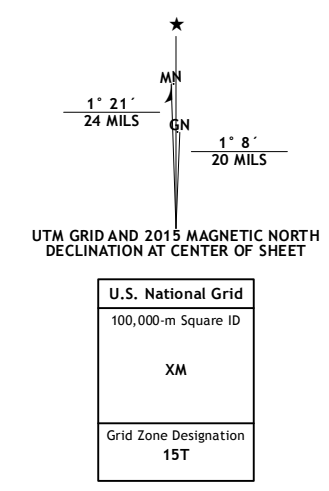 ★
MN
1° 21´
24 MILS
GN
1° 8´
20 MILS
UTM GRID AND 2015 MAGNETIC NORTH
DECLINATION AT CENTER OF SHEET
U.S. National Grid
100,000-m Square ID
XM
Grid Zone Designation
15T